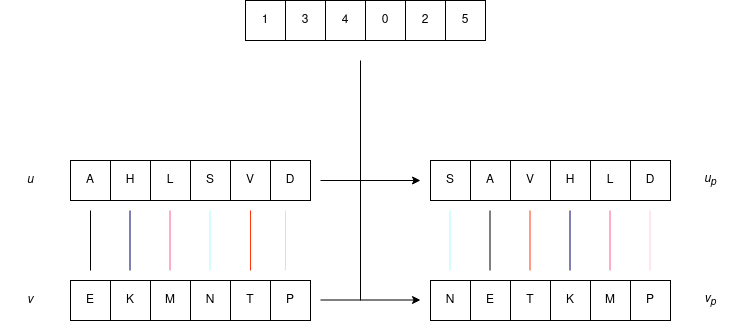 1 3 4 0 2 5
u A H L S V D S A V H L D u_p
v E K M N T P N E T K M P v_p